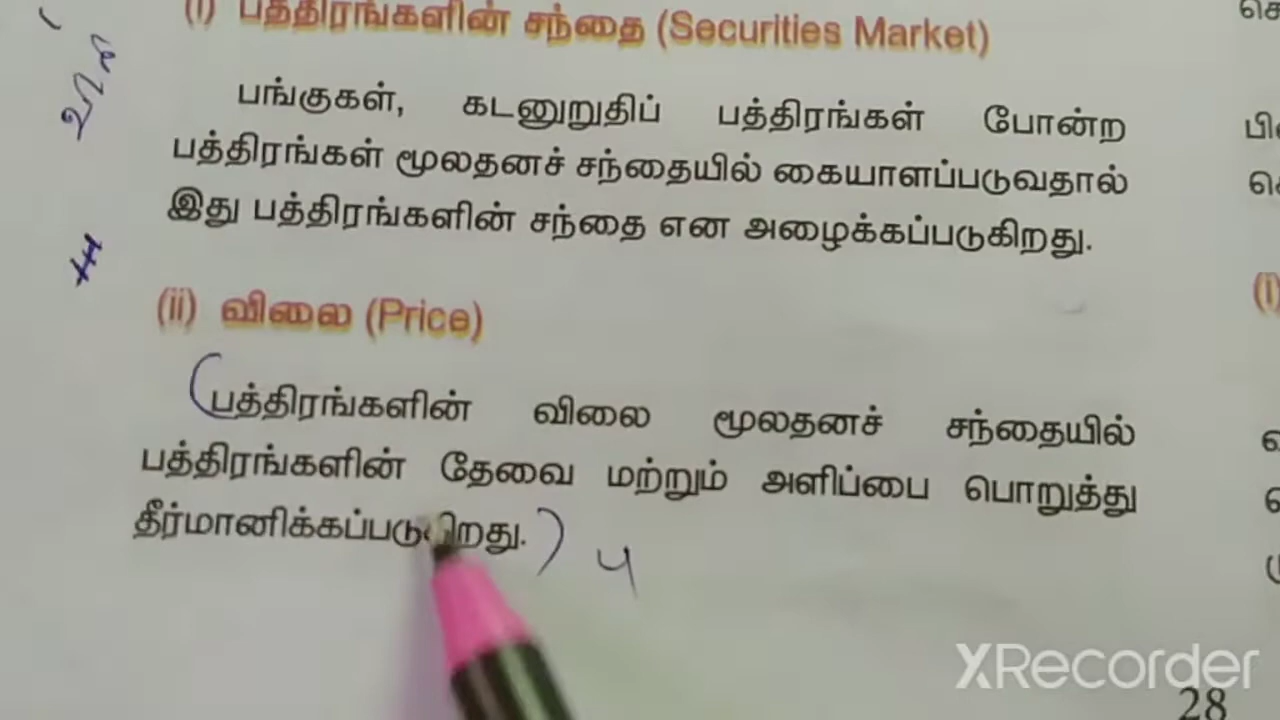 (i) பத்திரங்களின் சந்தை (Securities Market)
பங்குகள், கடனுறுதிப் பத்திரங்கள் போன்ற
பத்திரங்கள் மூலதனச் சந்தையில் கையாளப்படுவதால்
இது பத்திரங்களின் சந்தை என அழைக்கப்படுகிறது.
(ii) விலை (Price)
பத்திரங்களின் விலை மூலதனச் சந்தையில்
பத்திரங்களின் தேவை மற்றும் அளிப்பை பொறுத்து
தீர்மானிக்கப்படுகிறது.
(i)
XRecorder
28